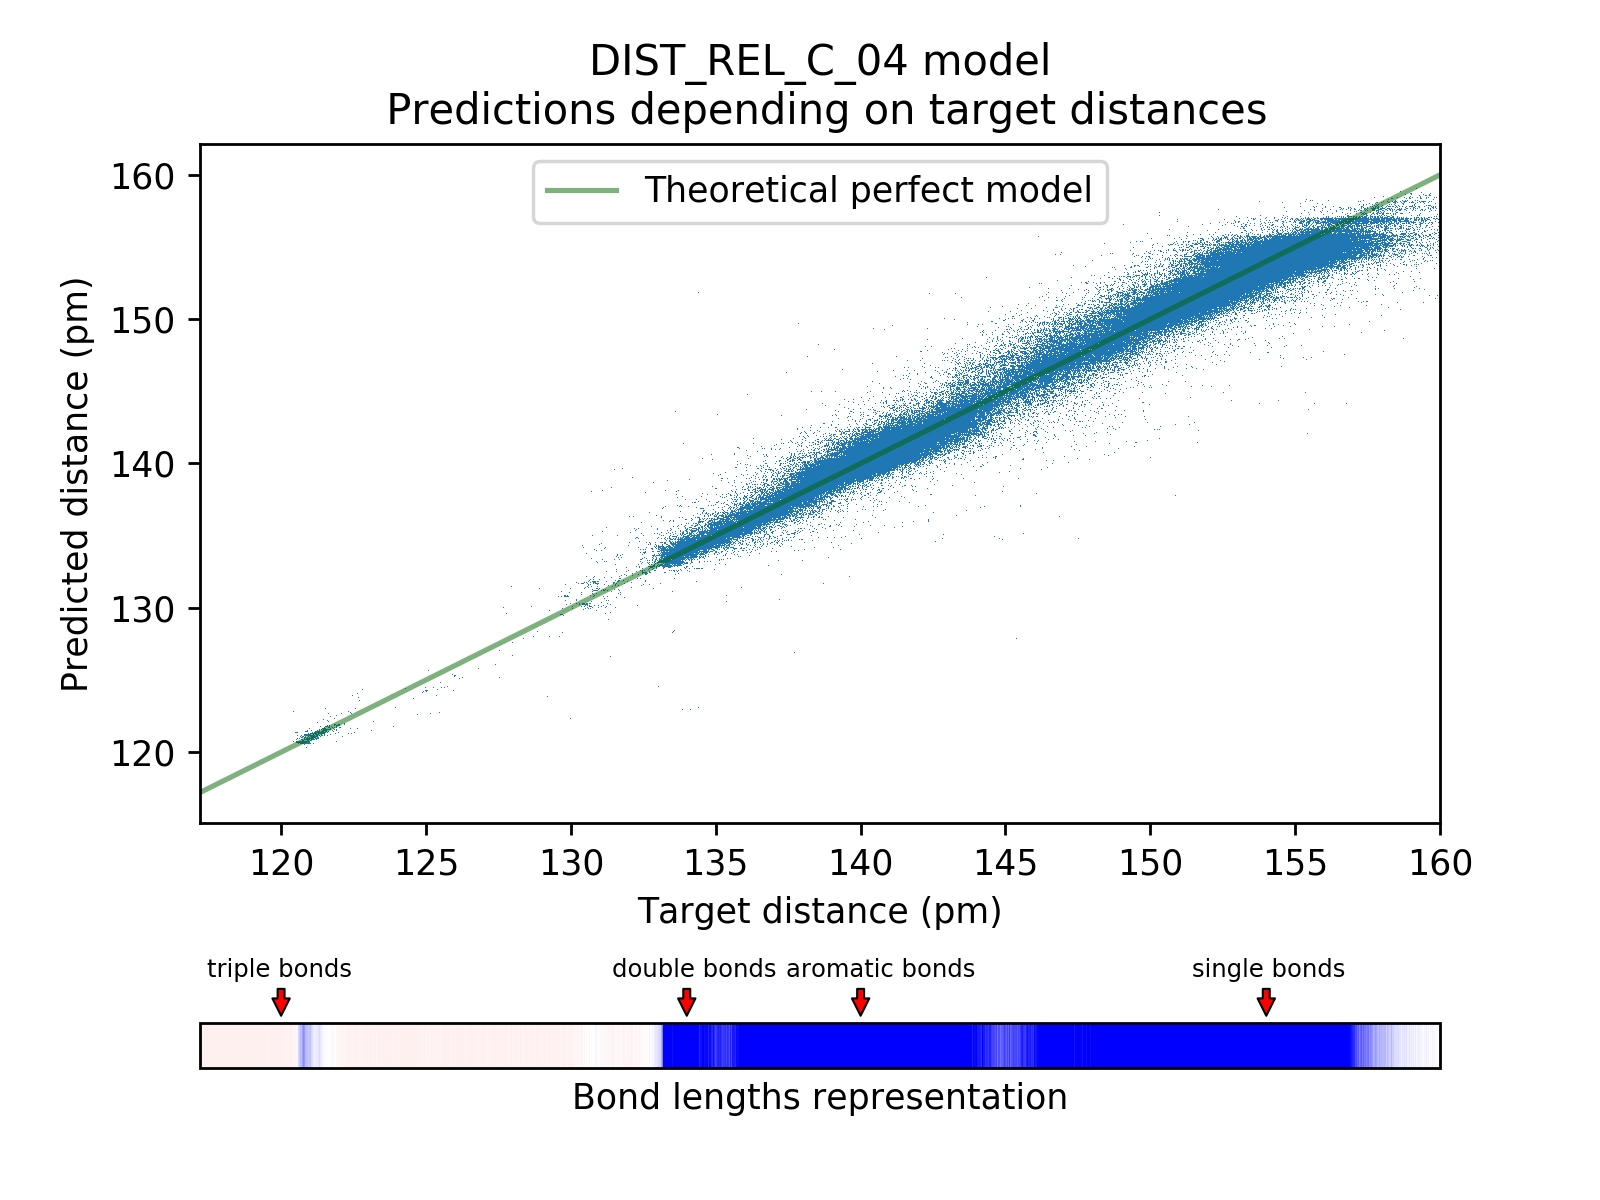 DIST_REL_C_04 model
Predictions depending on target distances
Theoretical perfect model
Predicted distance (pm)
160
150
140
130
120
120 125 130 135 140 145 150 155 160
Target distance (pm)
triple bonds double bonds aromatic bonds single bonds
Bond lengths representation